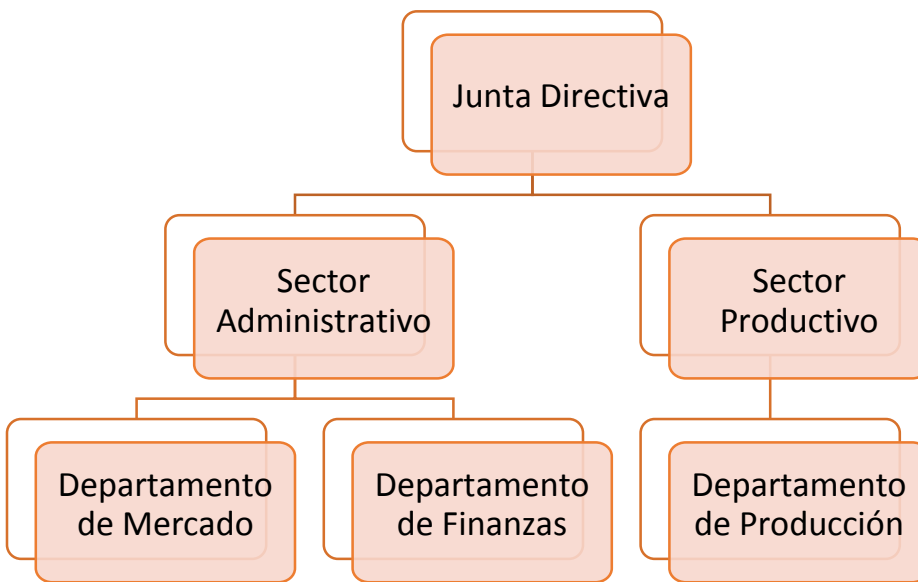 Junta Directiva
Sector
Administrativo
Sector
Productivo
Departamento
de Mercado
Departamento
de Finanzas
Departamento
de Producción